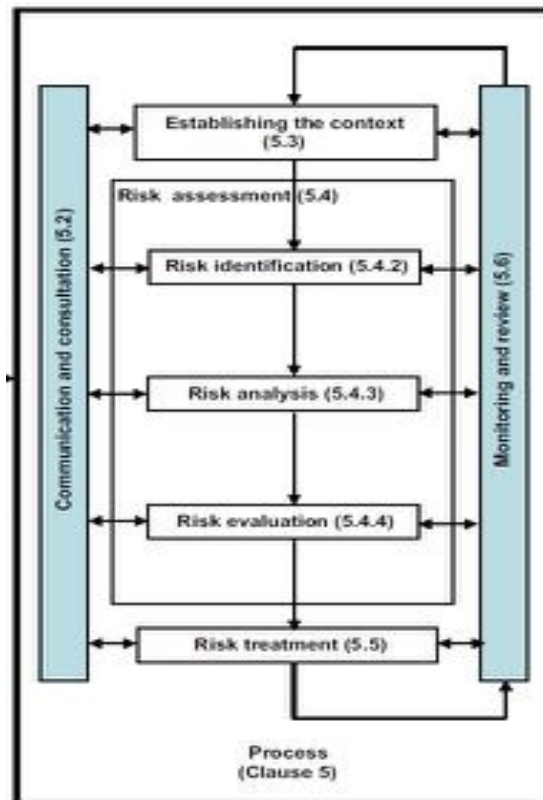 Establishing the context
(5.3)
Risk assessment (5.4)
Risk identification (5.4.2)
Risk analysis (5.4.3)
Risk evaluation (5.4.4)
Risk treatment (5.5)
Communication and consultation (5.2)
Monitoring and review (5.6)
Process
(Clause 5)